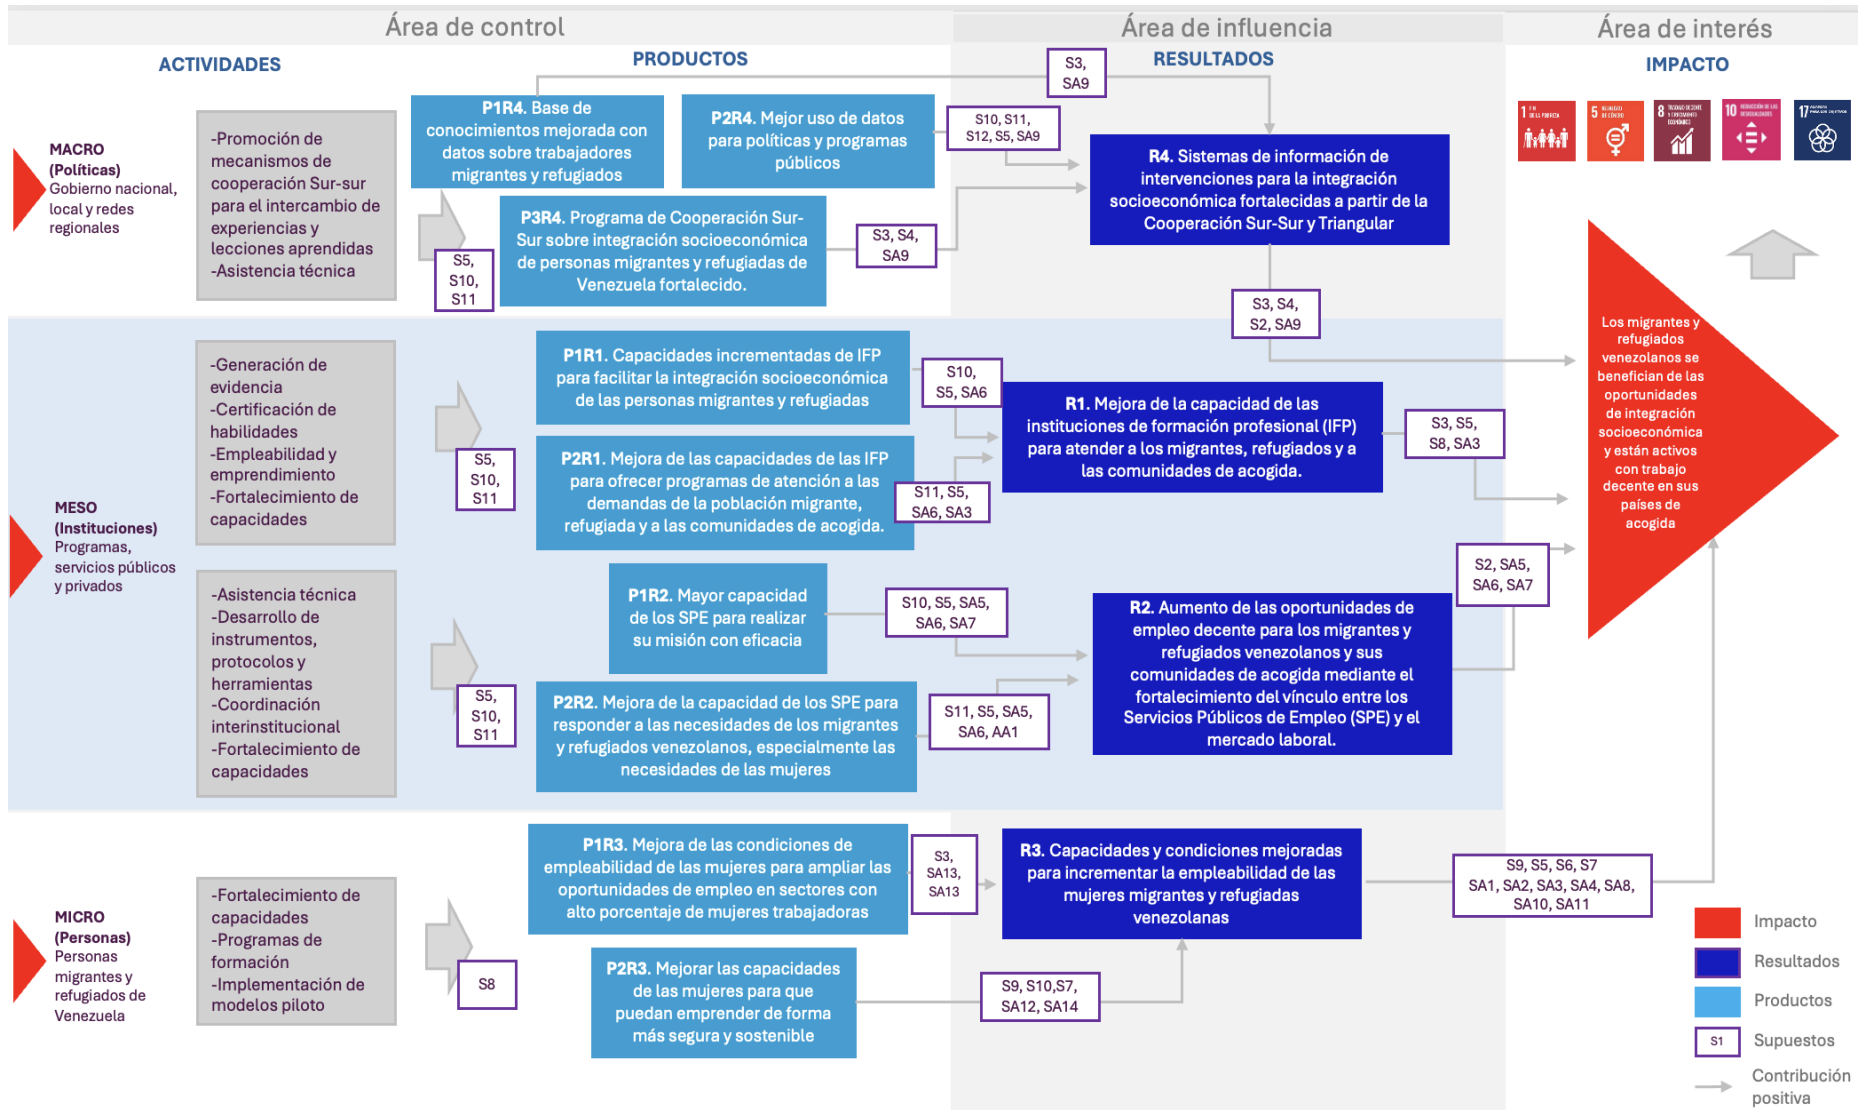 Área de control
Área de influencia
Área de interés
ACTIVIDADES
PRODUCTOS
RESULTADOS
IMPACTO
MACRO
(Políticas)
Gobierno nacional,
local y redes
regionales
-Promoción de
mecanismos de
cooperación Sur-sur
para el intercambio de
experiencias y
lecciones aprendidas
-Asistencia técnica
S5,
S10,
S11
P1R4. Base de
conocimientos mejorada con
datos sobre trabajadores
migrantes y refugiados
P2R4. Mejor uso de datos
para políticas y programas
públicos
P3R4. Programa de Cooperación Sur-
Sur sobre integración socioeconómica
de personas migrantes y refugiadas de
Venezuela fortalecido.
S3,
SA9
S10, S11,
S12, S5, SA9
S3, S4,
SA9
R4. Sistemas de información de
intervenciones para la integración
socioeconómica fortalecidas a partir de la
Cooperación Sur-Sur y Triangular
S3, S4,
S2, SA9
1 FIN
DE LA POBREZA
5 IGUALDAD
DE GÉNERO
8 TRABAJO DECENTE
Y CRECIMIENTO
ECONÓMICO
10 REDUCCIÓN DE LAS
DESIGUALDADES
17
MESO
(Instituciones)
Programas,
servicios públicos
y privados
-Generación de
evidencia
-Certificación de
habilidades
-Empleabilidad y
emprendimiento
-Fortalecimiento de
capacidades
S5,
S10,
S11
P1R1. Capacidades incrementadas de IFP
para facilitar la integración socioeconómica
de las personas migrantes y refugiadas
P2R1. Mejora de las capacidades de las IFP
para ofrecer programas de atención a las
demandas de la población migrante,
refugiada y a las comunidades de acogida.
S10,
S5, SA6
S11, S5,
SA6, SA3
R1. Mejora de la capacidad de las
instituciones de formación profesional (IFP)
para atender a los migrantes, refugiados y a
las comunidades de acogida.
S3, S5,
S8, SA3
-Asistencia técnica
-Desarrollo de
instrumentos,
protocolos y
herramientas
-Coordinación
interinstitucional
-Fortalecimiento de
capacidades
S5,
S10,
S11
P1R2. Mayor capacidad
de los SPE para realizar
su misión con eficacia
P2R2. Mejora de la capacidad de los SPE para
responder a las necesidades de los migrantes
y refugiados venezolanos, especialmente las
necesidades de las mujeres
S10, S5, SA5,
SA6, SA7
S11, S5, SA5,
SA6, AA1
R2. Aumento de las oportunidades de
empleo decente para los migrantes y
refugiados venezolanos y sus
comunidades de acogida mediante el
fortalecimiento del vínculo entre los
Servicios Públicos de Empleo (SPE) y el
mercado laboral.
S2, SA5,
SA6, SA7
Los migrantes y
refugiados
venezolanos se
benefician de las
oportunidades
de integración
socioeconómica
y están activos
con trabajo
decente en sus
países de
acogida
MICRO
(Personas)
Personas
migrantes y
refugiados de
Venezuela
-Fortalecimiento de
capacidades
-Programas de
formación
-Implementación de
modelos piloto
S8
P1R3. Mejora de las condiciones de
empleabilidad de las mujeres para ampliar las
oportunidades de empleo en sectores con
alto porcentaje de mujeres trabajadoras
P2R3. Mejorar las capacidades
de las mujeres para que
puedan emprender de forma
más segura y sostenible
S3,
SA13,
SA13
S9, S10,S7,
SA12, SA14
R3. Capacidades y condiciones mejoradas
para incrementar la empleabilidad de las
mujeres migrantes y refugiadas
venezolanas
S9, S5, S6, S7
SA1, SA2, SA3, SA4, SA8,
SA10, SA11
Impacto
Resultados
Productos
S1
Supuestos
Contribución
positiva